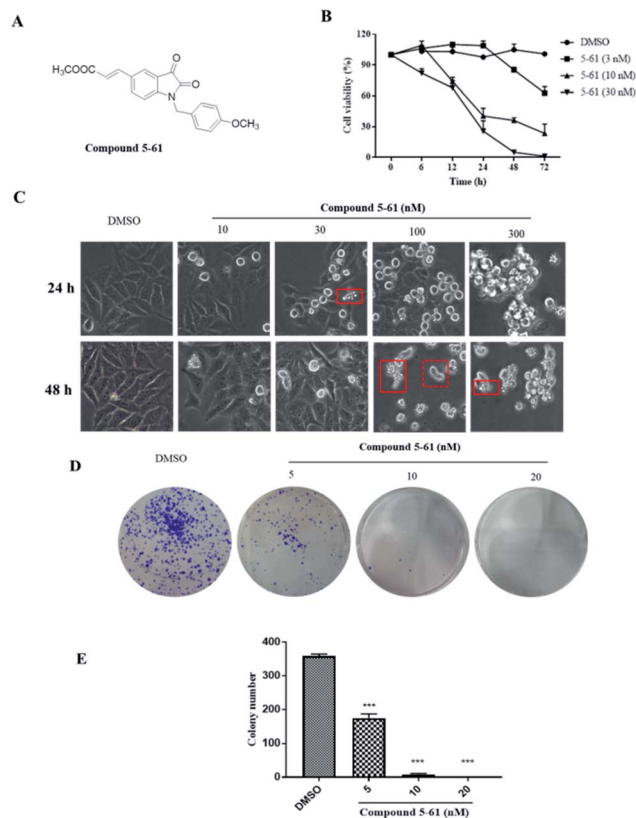 A
H₃COOC
O
O
N
OCH₃
Compound 5-61
B
Cell viability (%)
120
90
60
30
0
0 6 12 24 48 72
Time (h)
DMSO
5-61 (3 nM)
5-61 (10 nM)
5-61 (30 nM)
C
Compound 5-61 (nM)
DMSO 10 30 100 300
24 h
48 h
D
Compound 5-61 (nM)
DMSO 5 10 20
E
Colony number
400
300
200
100
0
***
***
***
DMSO 5 10 20
Compound 5-61 (nM)